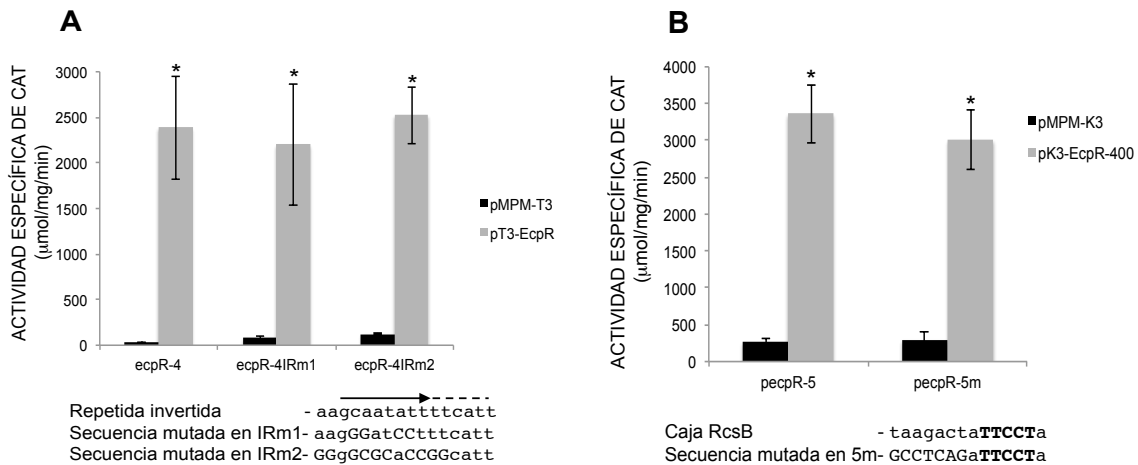 A
ACTIVIDAD ESPECÍFICA DE CAT
(μmol/mg/min)
3000
2500
2000
1500
1000
500
0
*
*
*
ecpR-4
ecpR-4IRm1
ecpR-4IRm2
pMPM-T3
pT3-EcpR
Repetida invertida - aagcaatattttcatt
Secuencia mutada en IRm1- aagGGatCCtttcatt
Secuencia mutada en IRm2- GGgGCGCaCCGGcatt
B
ACTIVIDAD ESPECÍFICA DE CAT
(μmol/mg/min)
4000
3500
3000
2500
2000
1500
1000
500
0
*
*
pecpR-5
pecpR-5m
pMPM-K3
pK3-EcpR-400
Caja RcsB - taagactaTTCCTa
Secuencia mutada en 5m- GCCTCAGaTTCCTa